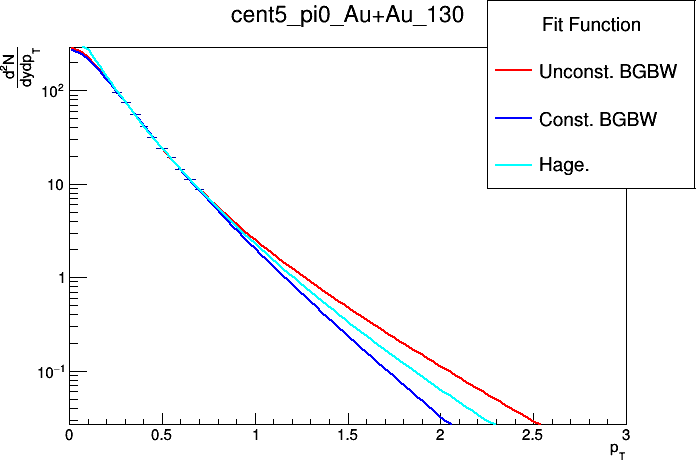 cent5_pi0_Au+Au_130
Fit Function
Unconst. BGBW
Const. BGBW
Hage.
d²N
dydp_T
10²
10
1
10⁻¹
0 0.5 1 1.5 2 2.5 3
p_T